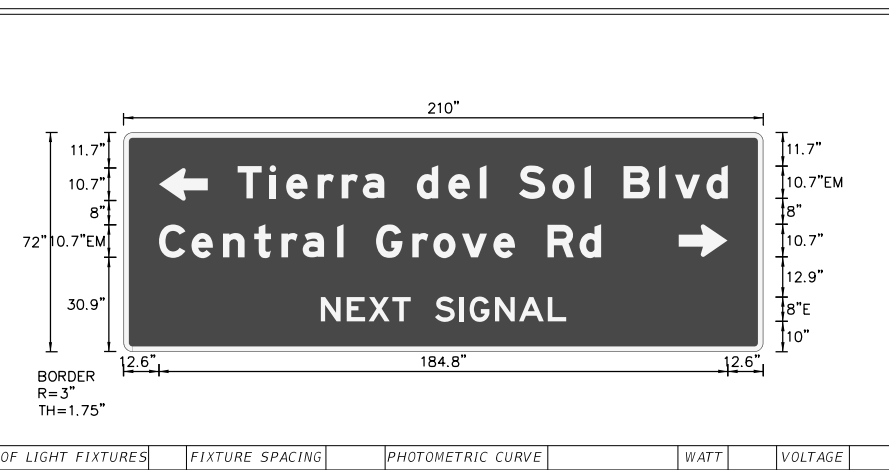 210"
11.7" 11.7"
← Tierra del Sol Blvd
10.7" 10.7"EM
8" 8"
Central Grove Rd →
72" 10.7"EM 10.7"
12.9"
30.9" NEXT SIGNAL 8"E
10"
12.6" 184.8" 12.6"
BORDER
R=3"
TH=1.75"
OF LIGHT FIXTURES FIXTURE SPACING PHOTOMETRIC CURVE WATT VOLTAGE